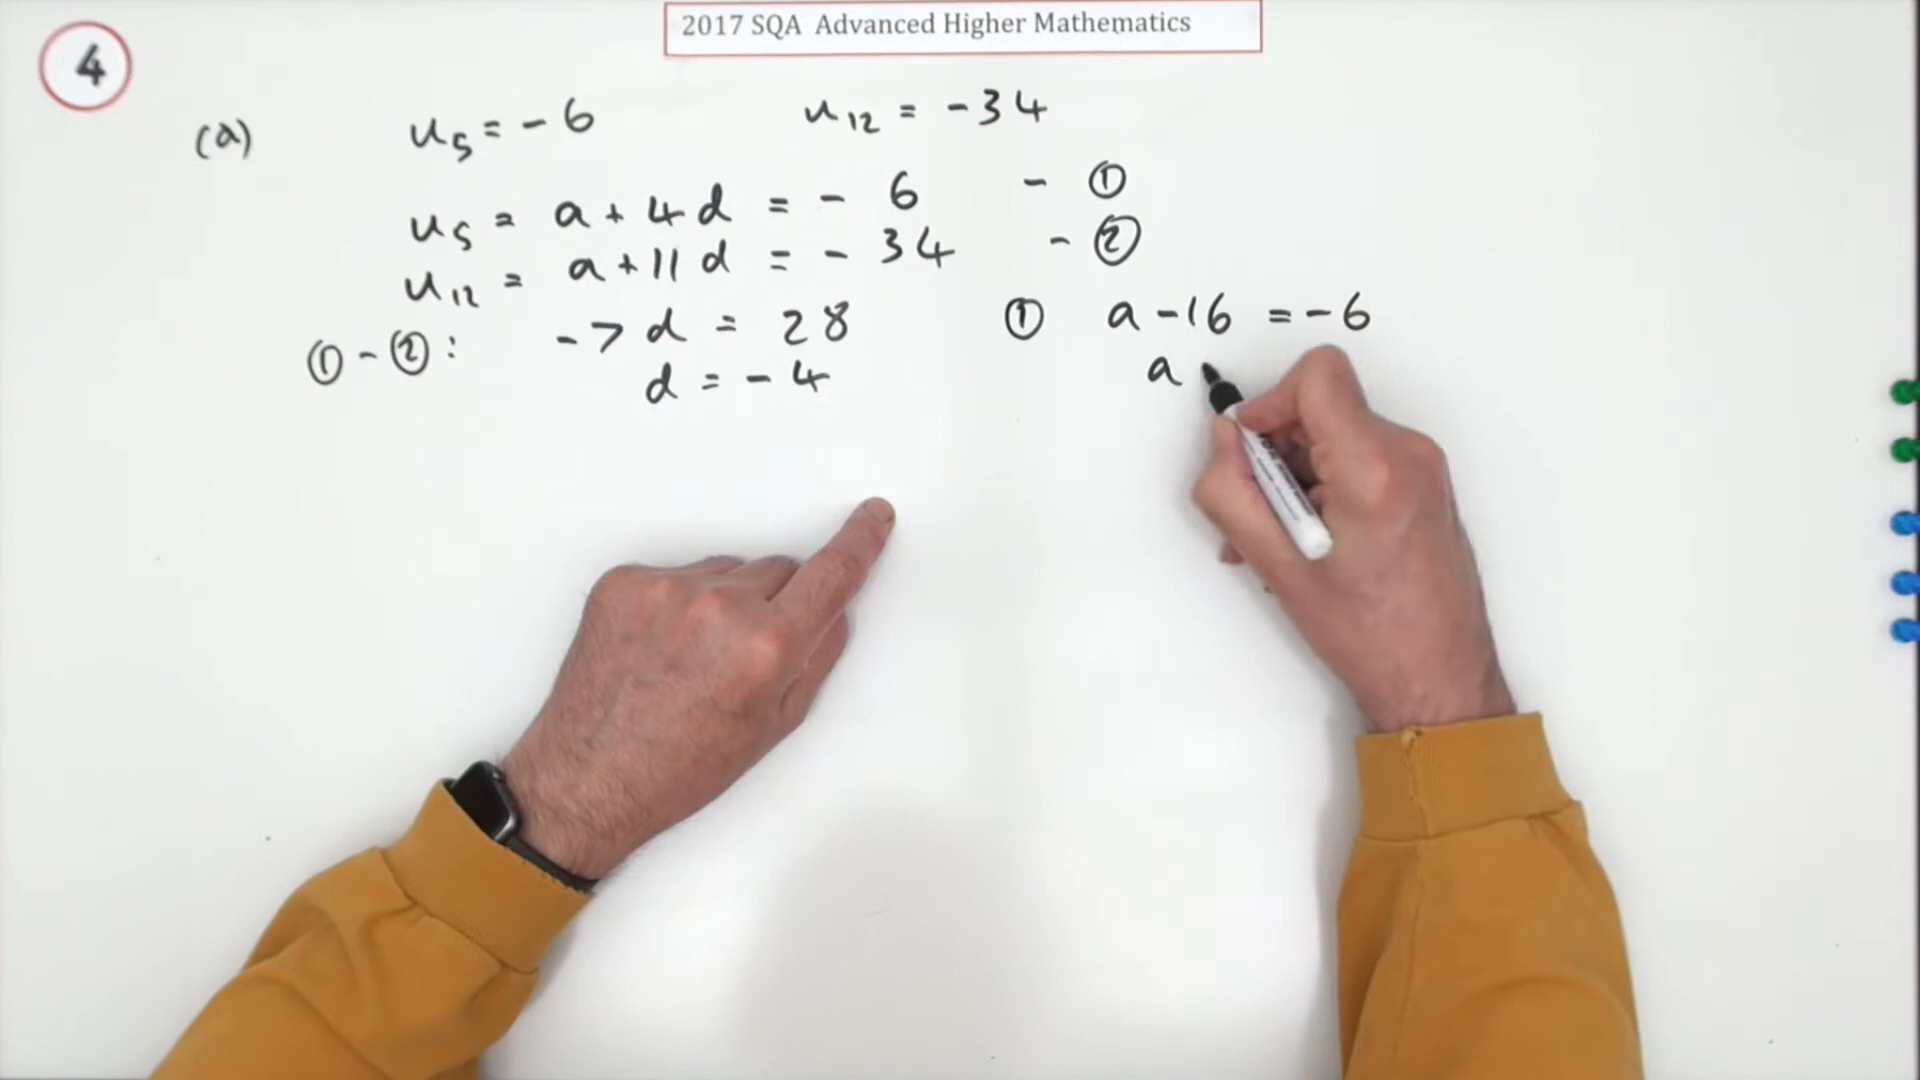 2017 SQA Advanced Higher Mathematics
4
(a) u₅ = - 6 u₁₂ = - 34
u₅ = a + 4d = - 6 - ①
u₁₂ = a + 11d = - 34 - ②
① - ② : - 7d = 28
d = - 4
① a - 16 = - 6
a